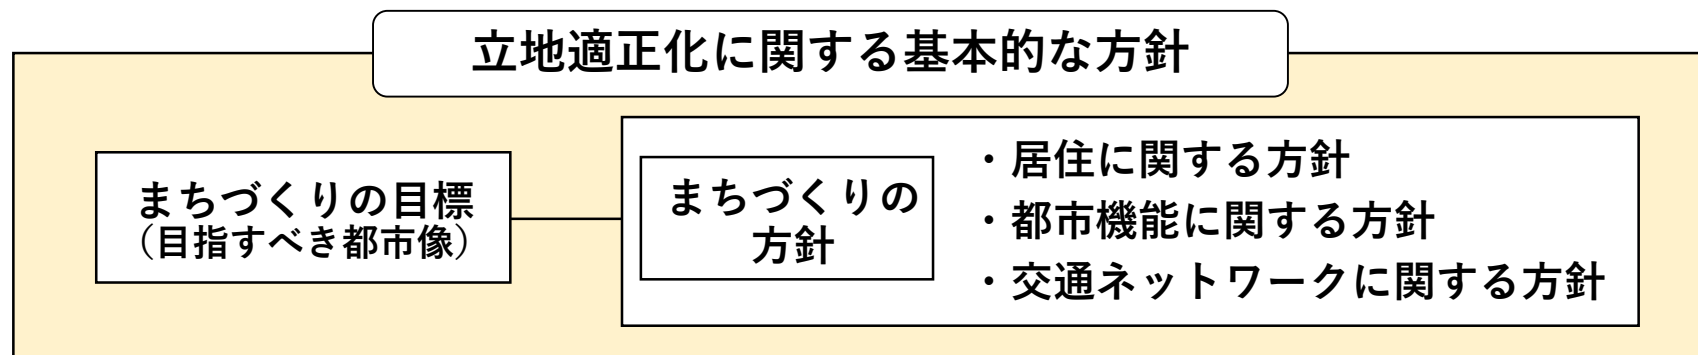 立地適正化に関する基本的な方針
まちづくりの目標
（目指すべき都市像）
まちづくりの
方針
・居住に関する方針
・都市機能に関する方針
・交通ネットワークに関する方針